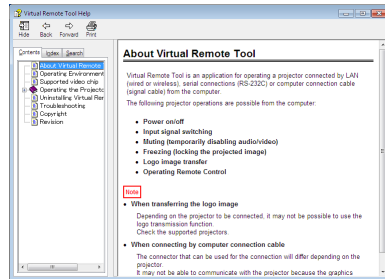 Virtual Remote Tool Help
Hide Back Forward Print
Contents Index Search
About Virtual Remote
Operating Environment
Supported video chip
Operating the Projecto
Uninstalling Virtual Rer
Troubleshooting
Copyright
Revision
About Virtual Remote Tool
Virtual Remote Tool is an application for operating a projector connected by LAN
(wired or wireless), serial connections (RS-232C) or computer connection cable
(signal cable) from the computer.
The following projector operations are possible from the computer:
• Power on/off
• Input signal switching
• Muting (temporarily disabling audio/video)
• Freezing (locking the projected image)
• Logo image transfer
• Operating Remote Control
Note
• When transferring the logo image
Depending on the projector to be connected, it may not be possible to use the
logo transmission function.
Check the supported projectors.
• When connecting by computer connection cable
The connector that can be used for the connection will differ depending on the
projector.
It may not be able to communicate with the projector because the graphics